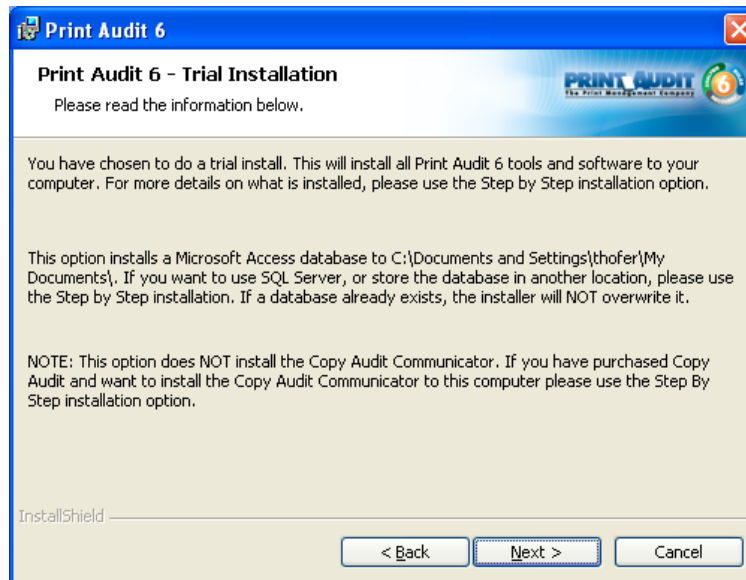 Print Audit 6
Print Audit 6 - Trial Installation
Please read the information below.
PRINT AUDIT 6
The Print Management Company
You have chosen to do a trial install. This will install all Print Audit 6 tools and software to your
computer. For more details on what is installed, please use the Step by Step installation option.
This option installs a Microsoft Access database to C:\Documents and Settings\thofer\My
Documents\. If you want to use SQL Server, or store the database in another location, please use
the Step by Step installation. If a database already exists, the installer will NOT overwrite it.
NOTE: This option does NOT install the Copy Audit Communicator. If you have purchased Copy
Audit and want to install the Copy Audit Communicator to this computer please use the Step By
Step installation option.
InstallShield
< Back Next > Cancel